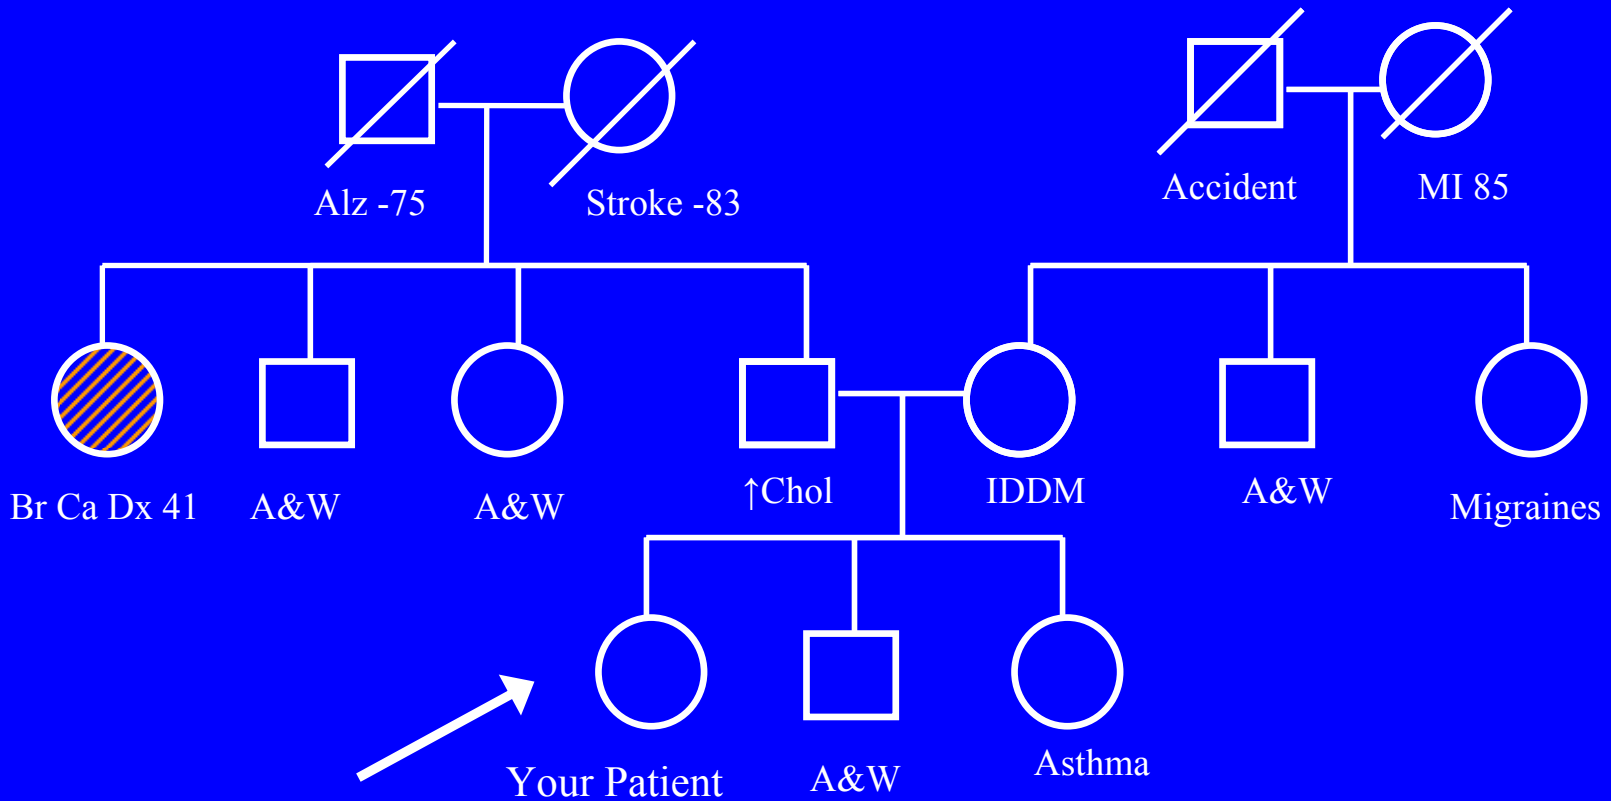 Alz -75
Stroke -83
Accident
MI 85
Br Ca Dx 41
A&W
A&W
↑Chol
IDDM
A&W
Migraines
Your Patient
A&W
Asthma